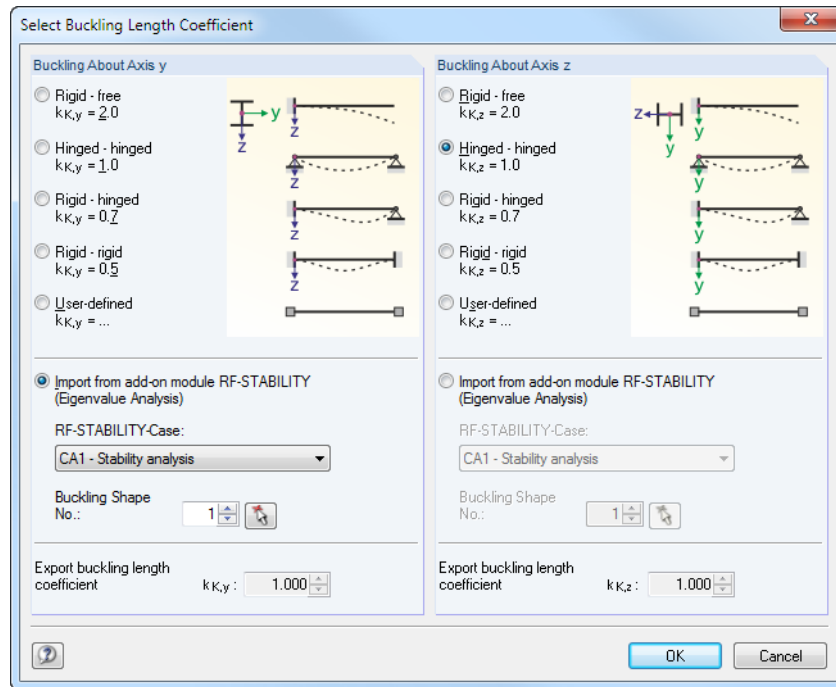 Select Buckling Length Coefficient
Buckling About Axis y
Rigid - free
kK,y = 2.0
Hinged - hinged
kK,y = 1.0
Rigid - hinged
kK,y = 0.7
Rigid - rigid
kK,y = 0.5
User-defined
kK,y = ...
y
z
z
z
z
z
Import from add-on module RF-STABILITY
(Eigenvalue Analysis)
RF-STABILITY-Case:
CA1 - Stability analysis
Buckling Shape
No.:
1
Export buckling length
coefficient
kK,y :
1.000
Buckling About Axis z
Rigid - free
kK,z = 2.0
Hinged - hinged
kK,z = 1.0
Rigid - hinged
kK,z = 0.7
Rigid - rigid
kK,z = 0.5
User-defined
kK,z = ...
z
y
y
y
y
y
Import from add-on module RF-STABILITY
(Eigenvalue Analysis)
RF-STABILITY-Case:
CA1 - Stability analysis
Buckling Shape
No.:
1
Export buckling length
coefficient
kK,z :
1.000
OK
Cancel